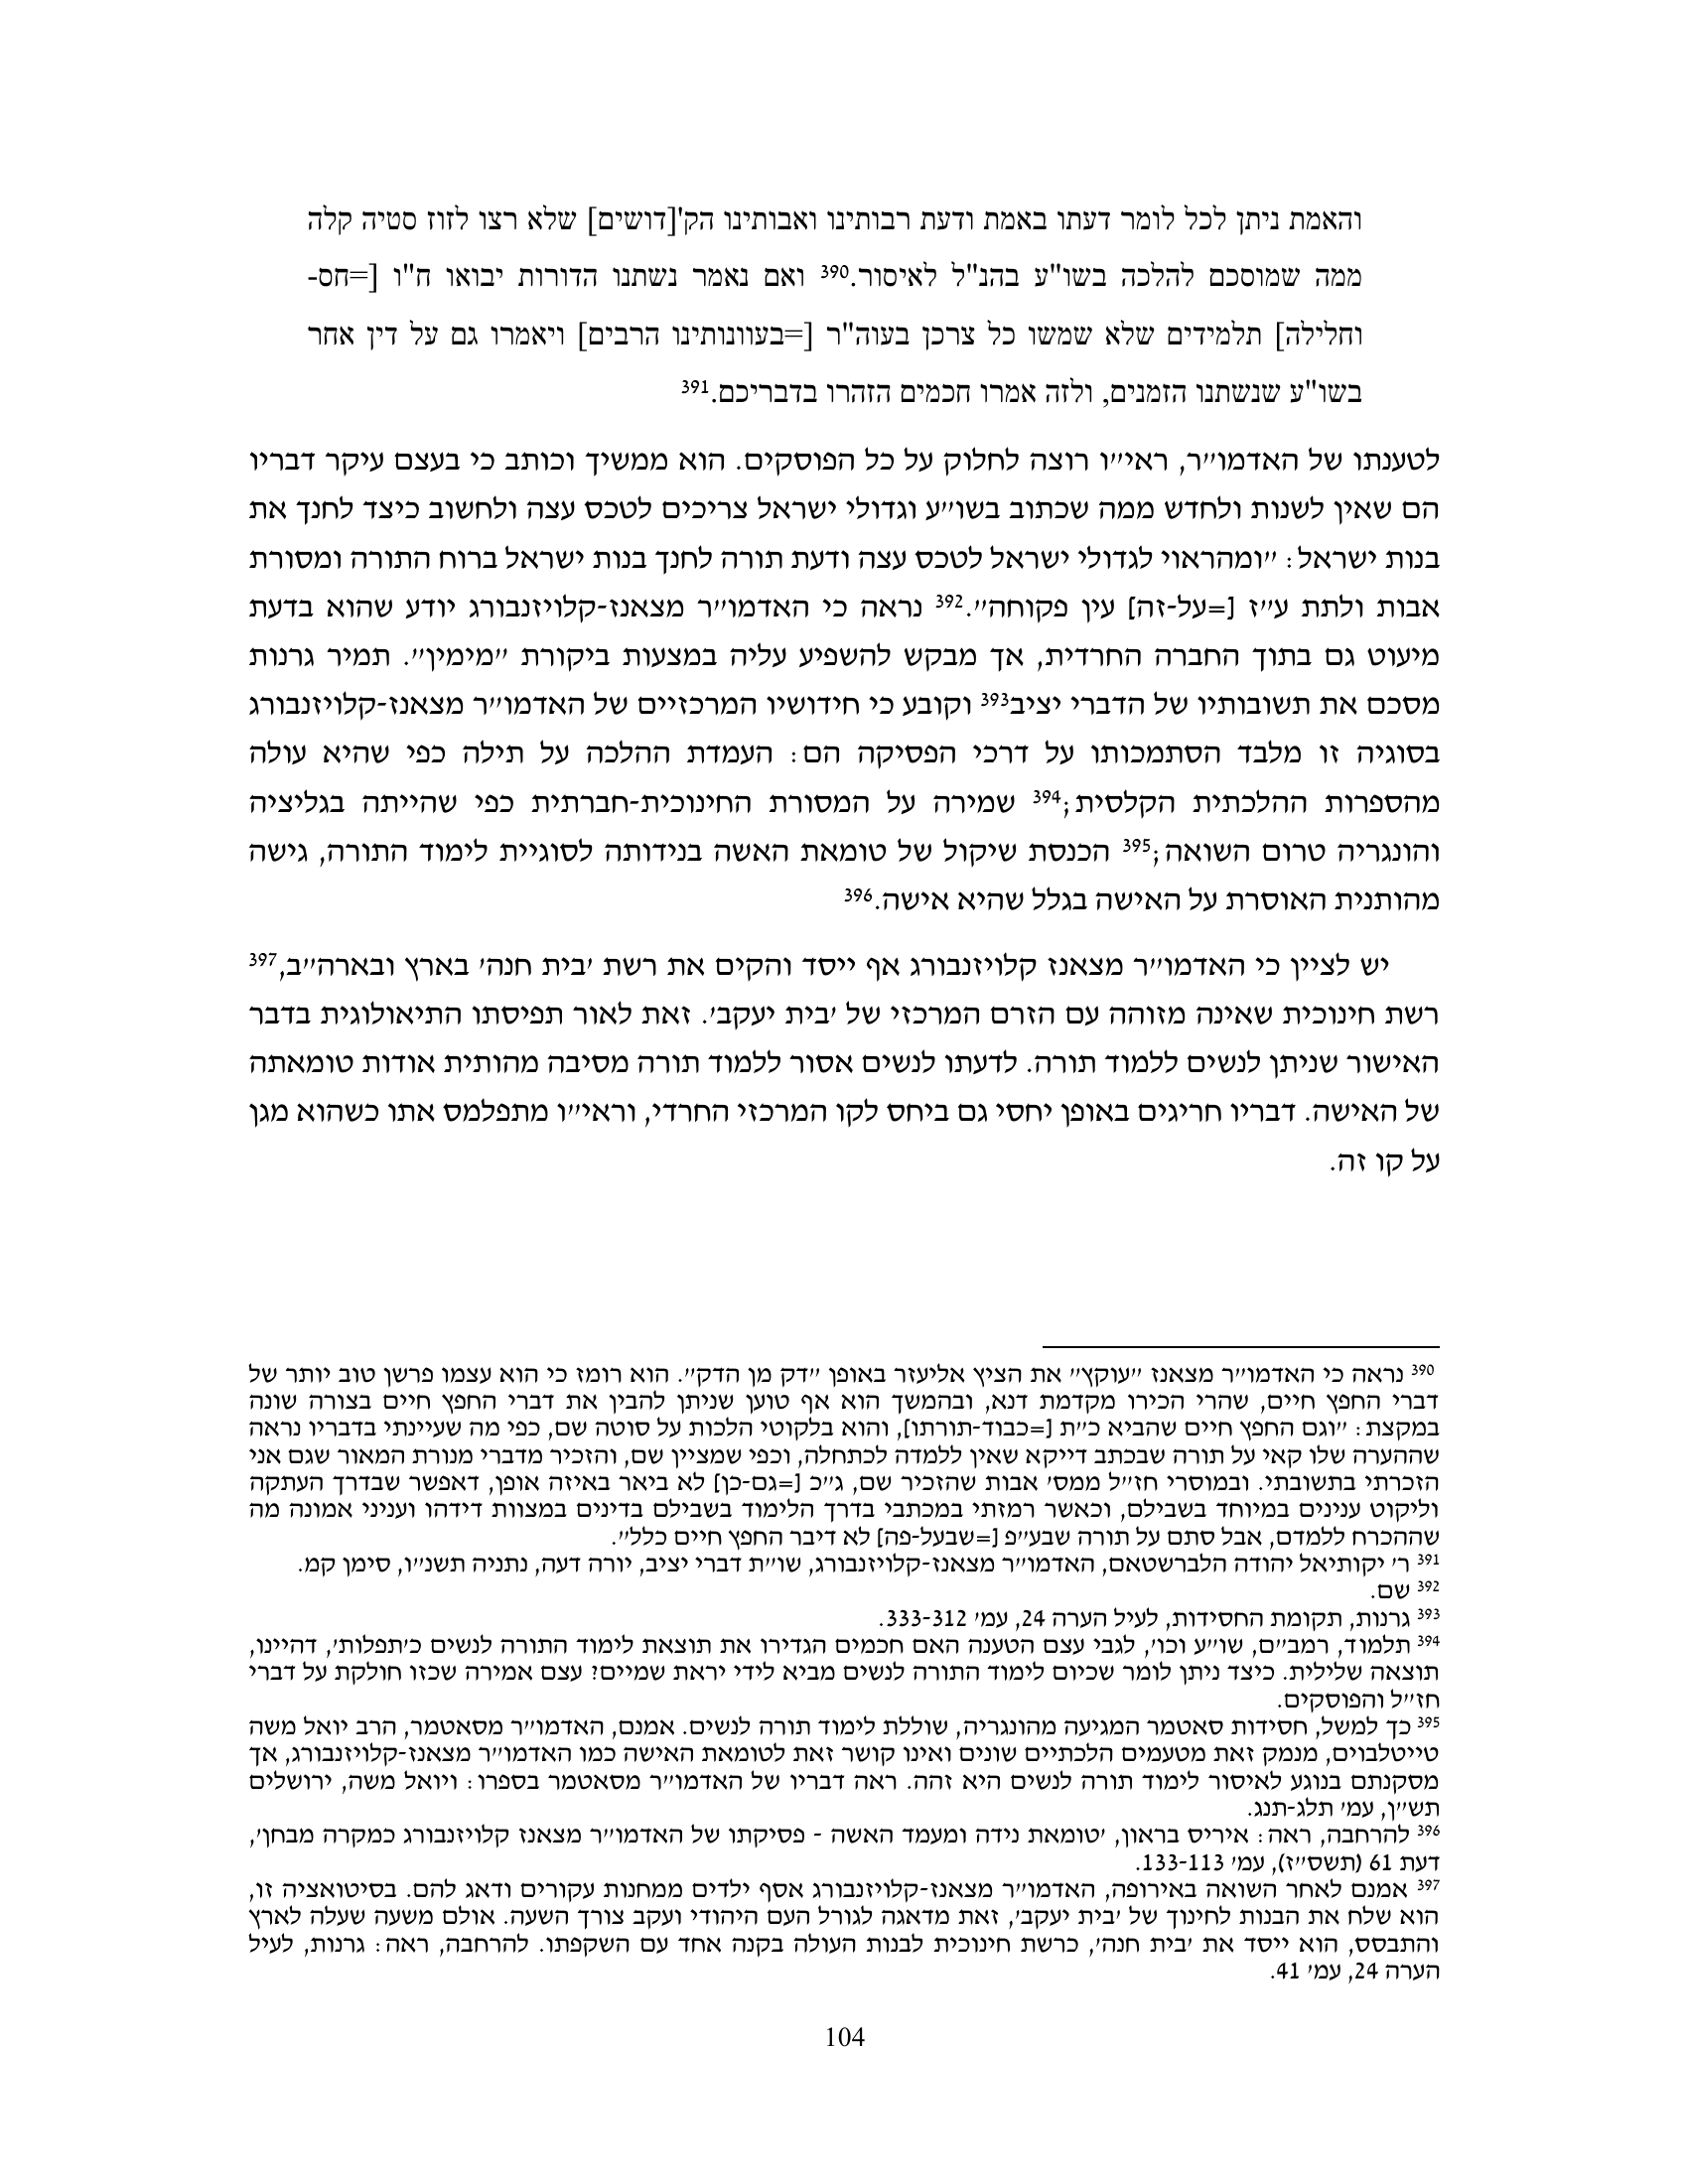 והאמת ניתן לכל לומר דעתו באמת ודעת רבותינו ואבותינו הק'[דושים] שלא רצו לזוז סטיה קלה
ממה שמוסכם להלכה בשו"ע בהנ"ל לאיסור.390 ואם נאמר נשתנו הדורות יבואו ח"ו [=חס-
וחלילה] תלמידים שלא שמשו כל צרכן בעוה"ר [=בעוונותינו הרבים] ויאמרו גם על דין אחר
בשו"ע שנשתנו הזמנים, ולזה אמרו חכמים הזהרו בדבריכם.391
לטענתו של האדמו״ר, ראי״ו רוצה לחלוק על כל הפוסקים. הוא ממשיך וכותב כי בעצם עיקר דבריו
הם שאין לשנות ולחדש ממה שכתוב בשו״ע וגדולי ישראל צריכים לטכס עצה ולחשוב כיצד לחנך את
בנות ישראל: ״ומהראוי לגדולי ישראל לטכס עצה ודעת תורה לחנך בנות ישראל ברוח התורה ומסורת
אבות ולתת ע״ז [=על-זה] עין פקוחה״.392 נראה כי האדמו״ר מצאנז-קלויזנבורג יודע שהוא בדעת
מיעוט גם בתוך החברה החרדית, אך מבקש להשפיע עליה במצעות ביקורת ״מימין״. תמיר גרנות
מסכם את תשובותיו של הדברי יציב393 וקובע כי חידושיו המרכזיים של האדמו״ר מצאנז-קלויזנבורג
בסוגיה זו מלבד הסתמכותו על דרכי הפסיקה הם: העמדת ההלכה על תילה כפי שהיא עולה
מהספרות ההלכתית הקלסית;394 שמירה על המסורת החינוכית-חברתית כפי שהייתה בגליציה
והונגריה טרום השואה;395 הכנסת שיקול של טומאת האשה בנידותה לסוגיית לימוד התורה, גישה
מהותנית האוסרת על האישה בגלל שהיא אישה.396
יש לציין כי האדמו״ר מצאנז קלויזנבורג אף ייסד והקים את רשת ׳בית חנה׳ בארץ ובארה״ב,397
רשת חינוכית שאינה מזוהה עם הזרם המרכזי של ׳בית יעקב׳. זאת לאור תפיסתו התיאולוגית בדבר
האישור שניתן לנשים ללמוד תורה. לדעתו לנשים אסור ללמוד תורה מסיבה מהותית אודות טומאתה
של האישה. דבריו חריגים באופן יחסי גם ביחס לקו המרכזי החרדי, וראי״ו מתפלמס אתו כשהוא מגן
על קו זה.
390 נראה כי האדמו״ר מצאנז ״עוקץ״ את הציץ אליעזר באופן ״דק מן הדק״. הוא רומז כי הוא עצמו פרשן טוב יותר של
דברי החפץ חיים, שהרי הכירו מקדמת דנא, ובהמשך הוא אף טוען שניתן להבין את דברי החפץ חיים בצורה שונה
במקצת: ״וגם החפץ חיים שהביא כ״ת [=כבוד-תורתו], והוא בלקוטי הלכות על סוטה שם, כפי מה שעיינתי בדבריו נראה
שההערה שלו קאי על תורה שבכתב דייקא שאין ללמדה לכתחלה, וכפי שמציין שם, והזכיר מדברי מנורת המאור שגם אני
הזכרתי בתשובתי. ובמוסרי חז״ל ממס׳ אבות שהזכיר שם, ג״כ [=גם-כן] לא ביאר באיזה אופן, דאפשר שבדרך העתקה
וליקוט ענינים במיוחד בשבילם, וכאשר רמזתי במכתבי בדרך הלימוד בשבילם בדינים במצוות דידהו ועניני אמונה מה
שההכרח ללמדם, אבל סתם על תורה שבע״פ [=שבעל-פה] לא דיבר החפץ חיים כלל״.
391 ר׳ יקותיאל יהודה הלברשטאם, האדמו״ר מצאנז-קלויזנבורג, שו״ת דברי יציב, יורה דעה, נתניה תשנ״ו, סימן קמ.
392 שם.
393 גרנות, תקומת החסידות, לעיל הערה 24, עמ׳ 333-312.
394 תלמוד, רמב״ם, שו״ע וכו׳, לגבי עצם הטענה האם חכמים הגדירו את תוצאת לימוד התורה לנשים כ׳תפלות׳, דהיינו,
תוצאה שלילית. כיצד ניתן לומר שכיום לימוד התורה לנשים מביא לידי יראת שמיים? עצם אמירה שכזו חולקת על דברי
חז״ל והפוסקים.
395 כך למשל, חסידות סאטמר המגיעה מהונגריה, שוללת לימוד תורה לנשים. אמנם, האדמו״ר מסאטמר, הרב יואל משה
טייטלבוים, מנמק זאת מטעמים הלכתיים שונים ואינו קושר זאת לטומאת האישה כמו האדמו״ר מצאנז-קלויזנבורג, אך
מסקנתם בנוגע לאיסור לימוד תורה לנשים היא זהה. ראה דבריו של האדמו״ר מסאטמר בספרו: ויואל משה, ירושלים
תש״ן, עמ׳ תלג-תנג.
396 להרחבה, ראה: איריס בראון, ׳טומאת נידה ומעמד האשה - פסיקתו של האדמו״ר מצאנז קלויזנבורג כמקרה מבחן׳,
דעת 61 (תשס״ז), עמ׳ 133-113.
397 אמנם לאחר השואה באירופה, האדמו״ר מצאנז-קלויזנבורג אסף ילדים ממחנות עקורים ודאג להם. בסיטואציה זו,
הוא שלח את הבנות לחינוך של ׳בית יעקב׳, זאת מדאגה לגורל העם היהודי ועקב צורך השעה. אולם משעה שעלה לארץ
והתבסס, הוא ייסד את ׳בית חנה׳, כרשת חינוכית לבנות העולה בקנה אחד עם השקפתו. להרחבה, ראה: גרנות, לעיל
הערה 24, עמ׳ 41.
104